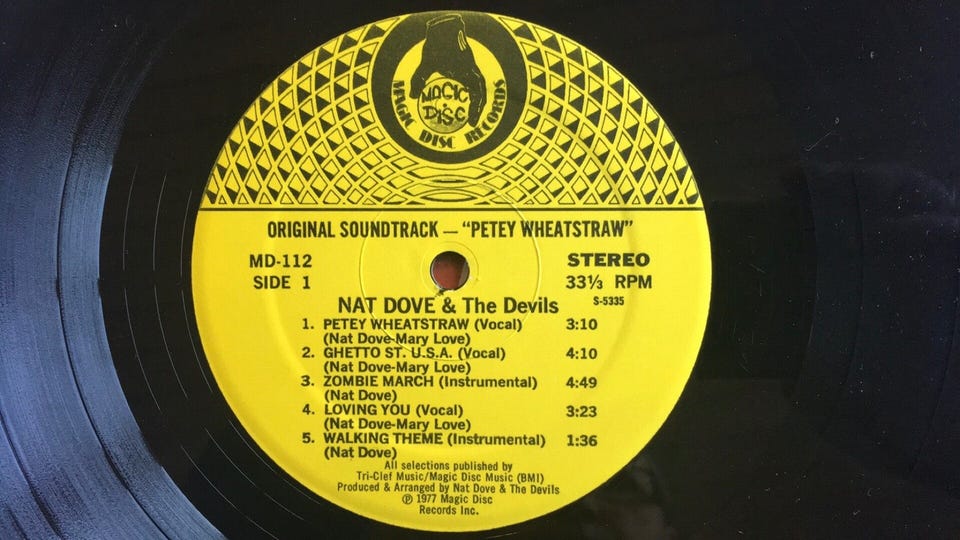 MAGIC
DISC
MAGIC DISC RECORDS
ORIGINAL SOUNDTRACK — "PETEY WHEATSTRAW"
MD-112 STEREO
SIDE 1 33⅓ RPM
S-5335
NAT DOVE & The Devils
1. PETEY WHEATSTRAW (Vocal) 3:10
(Nat Dove-Mary Love)
2. GHETTO ST. U.S.A. (Vocal) 4:10
(Nat Dove-Mary Love)
3. ZOMBIE MARCH (Instrumental) 4:49
(Nat Dove)
4. LOVING YOU (Vocal) 3:23
(Nat Dove-Mary Love)
5. WALKING THEME (Instrumental) 1:36
(Nat Dove)
All selections published by
Tri-Clef Music/Magic Disc Music (BMI)
Produced & Arranged by Nat Dove & The Devils
℗ 1977 Magic Disc
Records Inc.